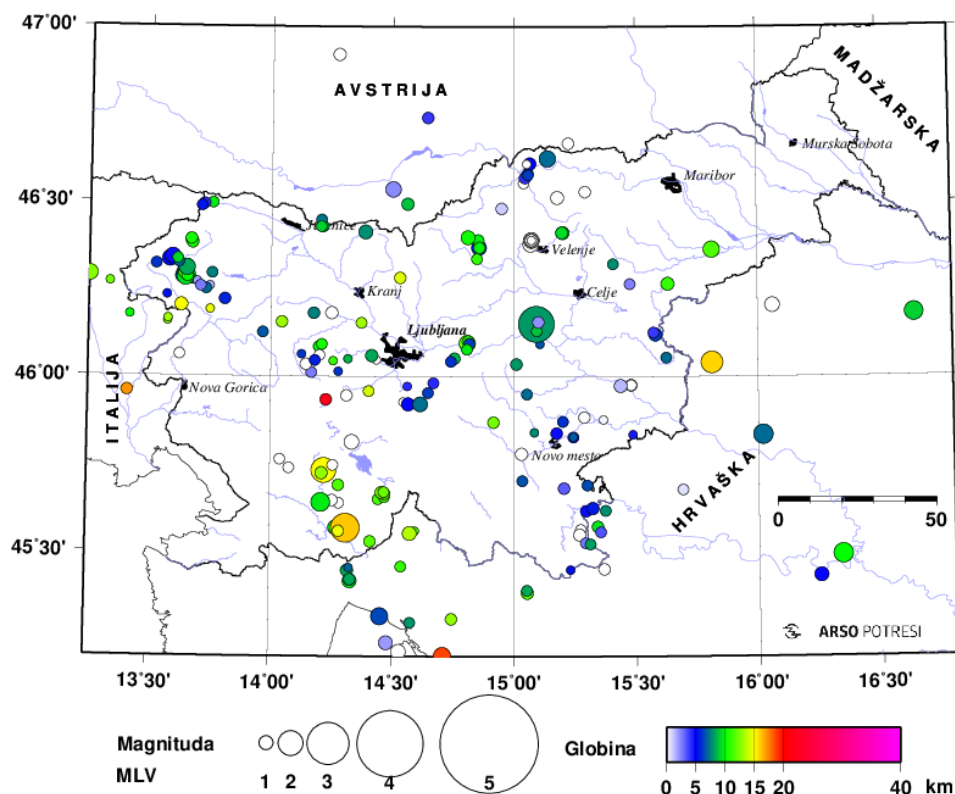 47˚00'
AVSTRIJA
MADŽARSKA
Murska Sobota
Maribor
46˚30'
Velenje
Kranj
Celje
Ljubljana
46˚00'
ITALIJA
Nova Gorica
Novo mesto
HRVAŠKA
0
50
45˚30'
ARSO POTRESI
13˚30'
14˚00'
14˚30'
15˚00'
15˚30'
16˚00'
16˚30'
Magnituda
MLV
1
2
3
4
5
Globina
0
5
10
15
20
40
km